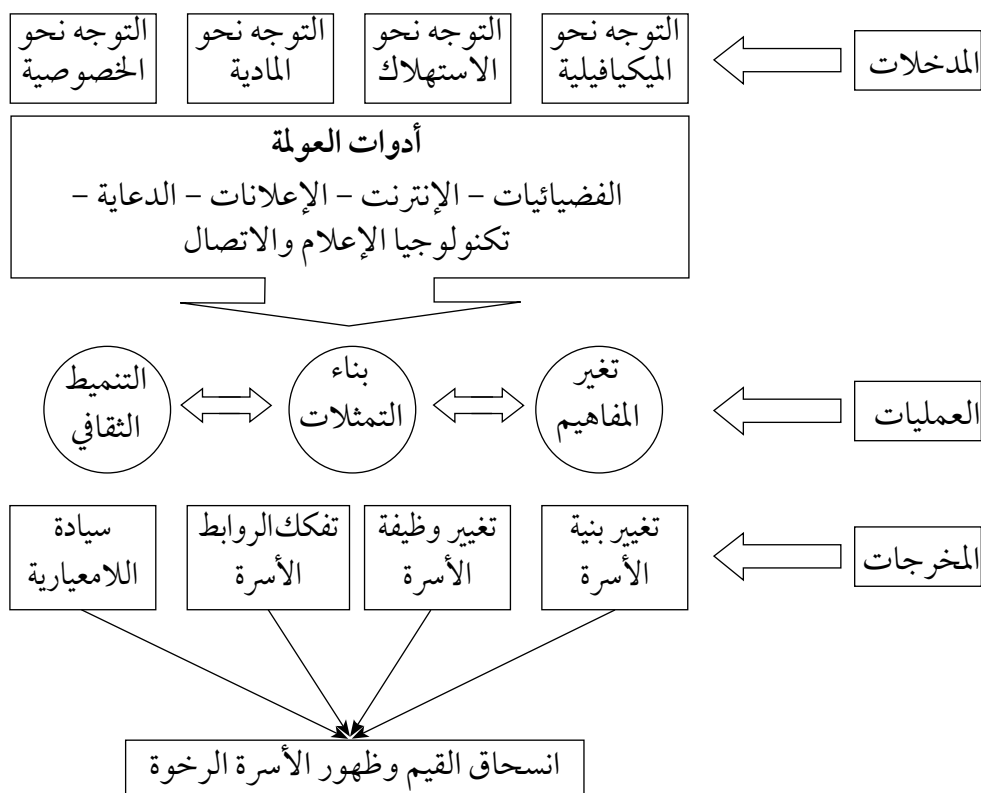 المدخلات
التوجه نحو
الميكيافيلية
التوجه نحو
الاستهلاك
التوجه نحو
المادية
التوجه نحو
الخصوصية
أدوات العولمة
الفضيائيات – الإنترنت – الإعلانات – الدعاية –
تكنولوجيا الإعلام والاتصال
العمليات
تغير
المفاهيم
بناء
التمثلات
التنميط
الثقافي
المخرجات
تغيير بنية
الأسرة
تغيير وظيفة
الأسرة
تفكك الروابط
الأسرة
سيادة
اللامعيارية
انسحاق القيم وظهور الأسرة الرخوة